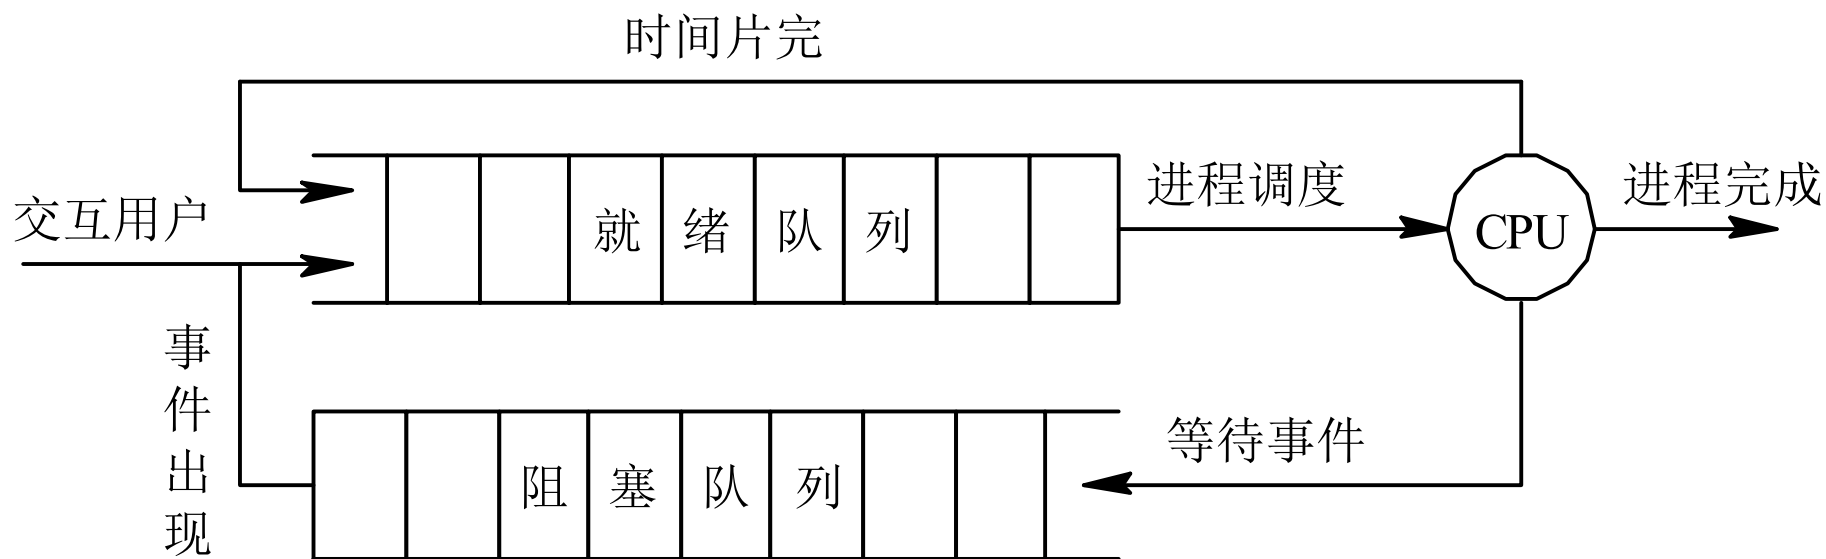 时间片完
交互用户
就绪队列
进程调度
CPU
进程完成
事件出现
阻塞队列
等待事件